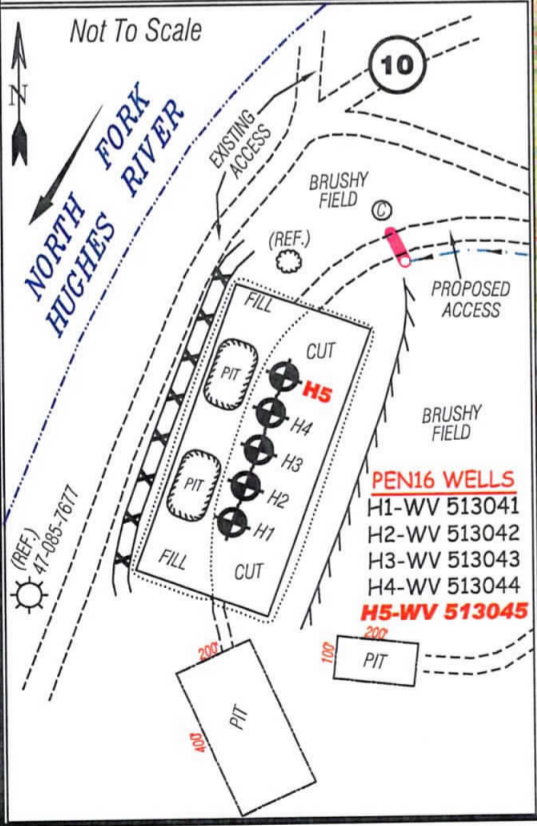 Not To Scale
N
10
NORTH FORK
HUGHES RIVER
EXISTING
ACCESS
BRUSHY
FIELD
C
(REF.)
PROPOSED
ACCESS
FILL
CUT
PIT
H5
H4
BRUSHY
FIELD
H3
PIT
H2
H1
PEN16 WELLS
H1-WV 513041
H2-WV 513042
H3-WV 513043
H4-WV 513044
H5-WV 513045
(REF.)
47-085-7677
FILL
CUT
200'
PIT
400'
200'
100'
PIT